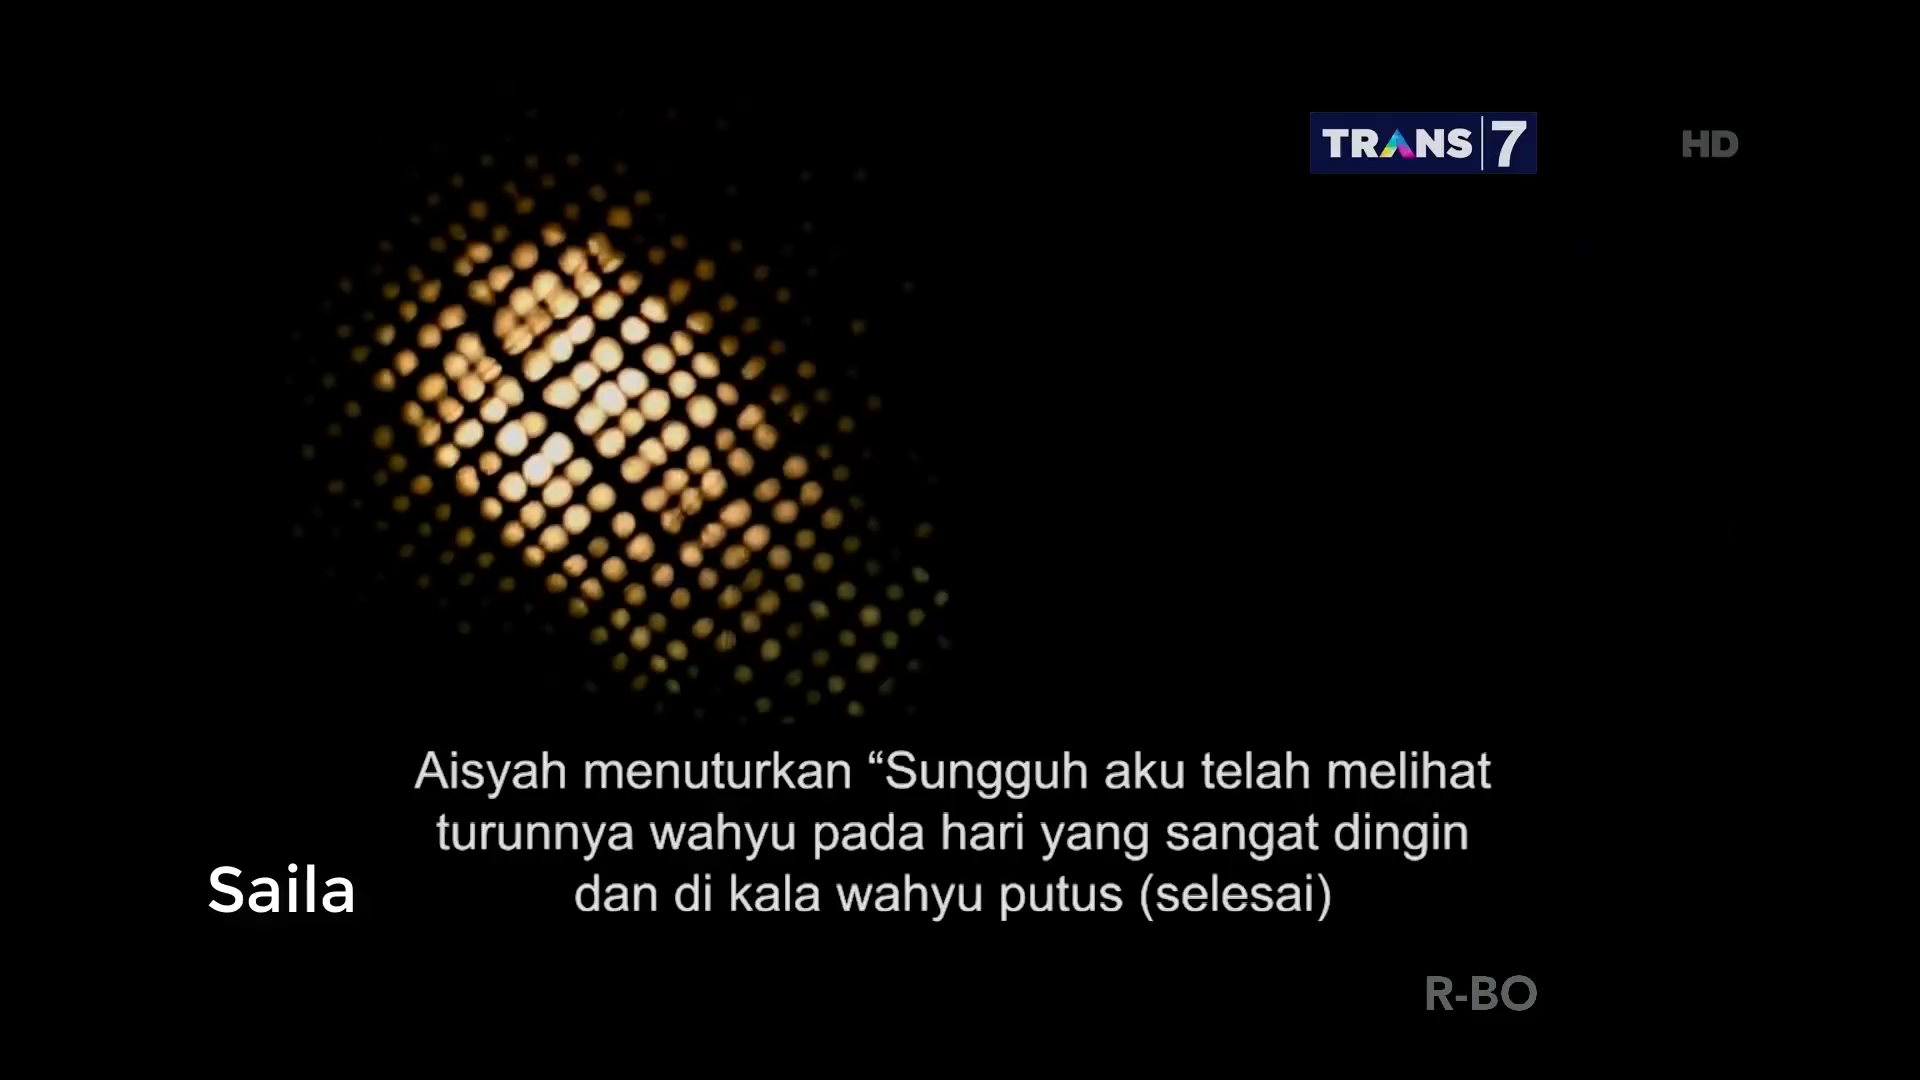 TRANS|7
HD
Aisyah menuturkan “Sungguh aku telah melihat
turunnya wahyu pada hari yang sangat dingin
dan di kala wahyu putus (selesai)
Saila
R-BO